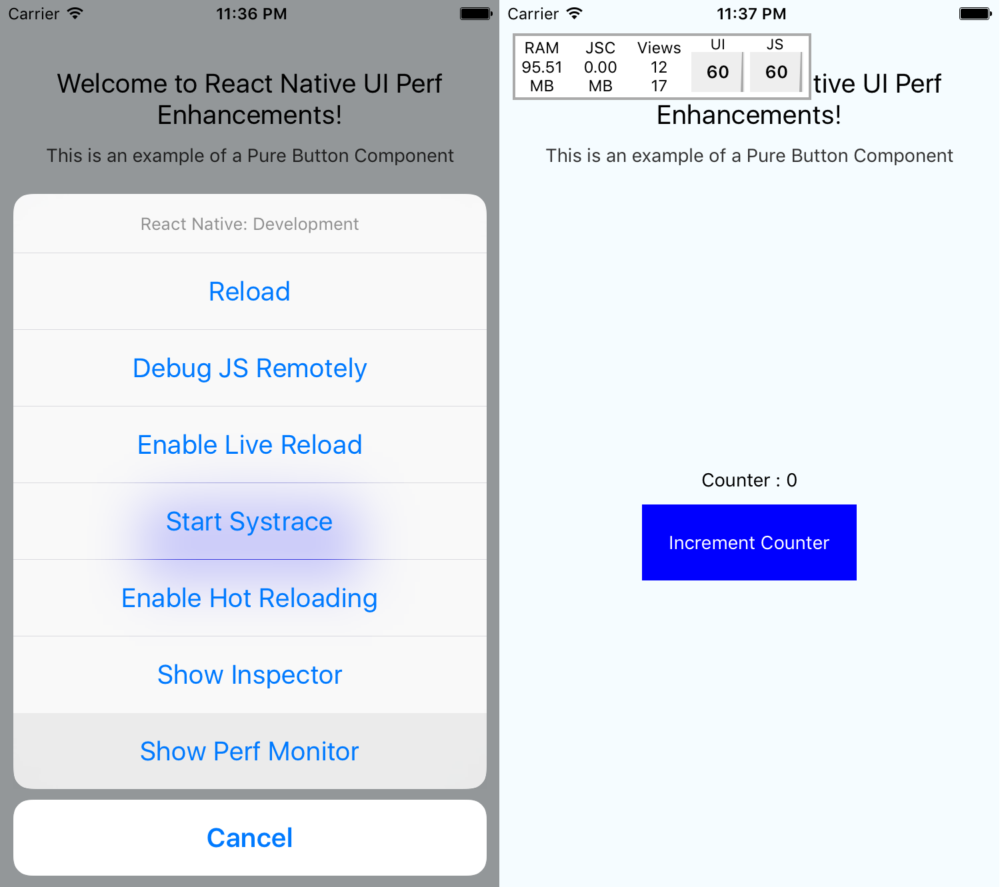 Carrier
11:36 PM
Welcome to React Native UI Perf
Enhancements!
This is an example of a Pure Button Component
React Native: Development
Reload
Debug JS Remotely
Enable Live Reload
Start Systrace
Enable Hot Reloading
Show Inspector
Show Perf Monitor
Cancel
Carrier
11:37 PM
RAM JSC Views UI JS
95.51 0.00 12 60 60
MB MB 17
tive UI Perf
Enhancements!
This is an example of a Pure Button Component
Counter : 0
Increment Counter